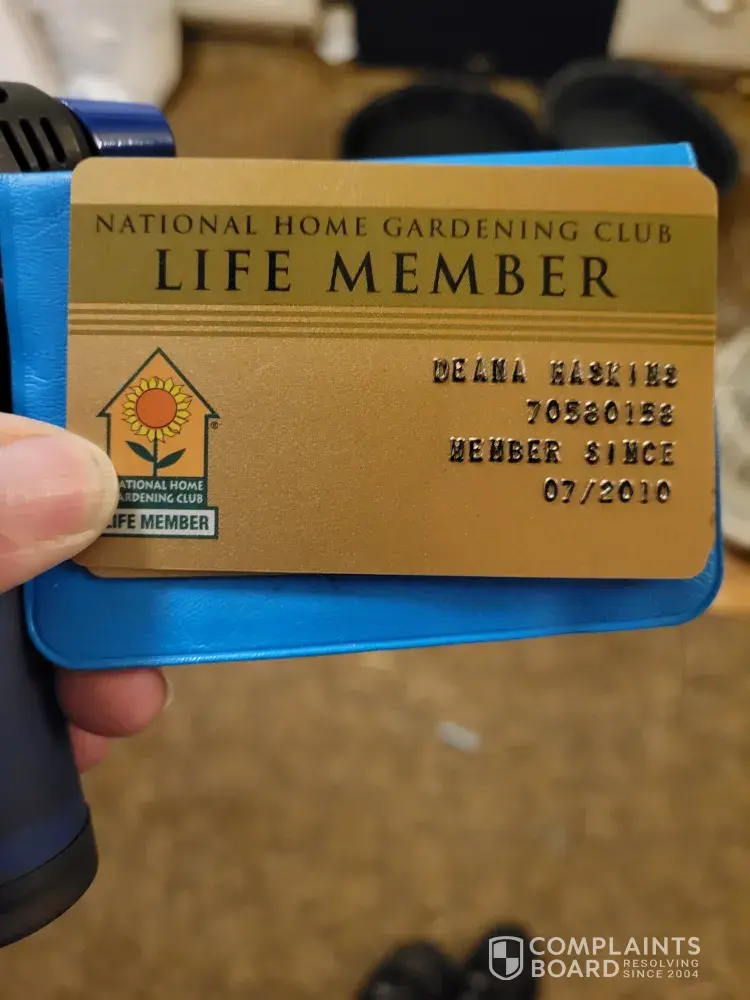 NATIONAL HOME GARDENING CLUB
LIFE MEMBER
DEANA HASKINS
70580158
MEMBER SINCE
07/2010
®
NATIONAL HOME
GARDENING CLUB
LIFE MEMBER
COMPLAINTS
BOARD RESOLVING
SINCE 2004